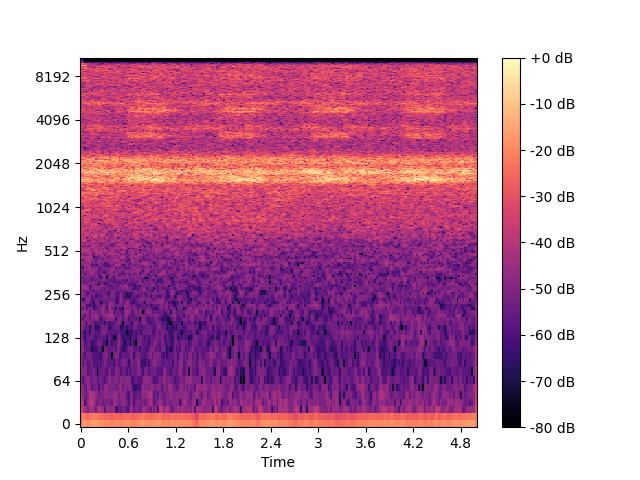 8192
4096
2048
1024
512
256
128
64
0
Hz
0 0.6 1.2 1.8 2.4 3 3.6 4.2 4.8
Time
+0 dB
-10 dB
-20 dB
-30 dB
-40 dB
-50 dB
-60 dB
-70 dB
-80 dB